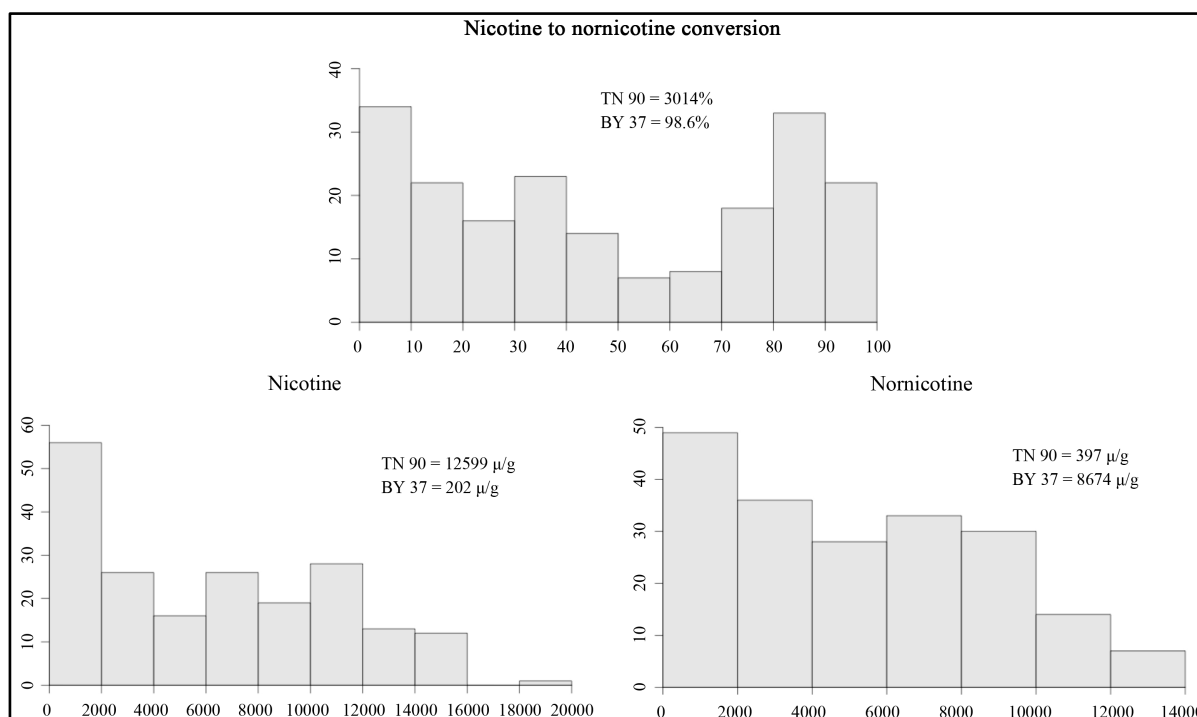 Nicotine to nornicotine conversion
40
30
20
10
0
TN 90 = 3014%
BY 37 = 98.6%
0 10 20 30 40 50 60 70 80 90 100
Nicotine
60
50
40
30
20
10
0
TN 90 = 12599 μ/g
BY 37 = 202 μ/g
0 2000 4000 6000 8000 10000 12000 14000 16000 18000 20000
Nornicotine
50
40
30
20
10
0
TN 90 = 397 μ/g
BY 37 = 8674 μ/g
0 2000 4000 6000 8000 10000 12000 14000